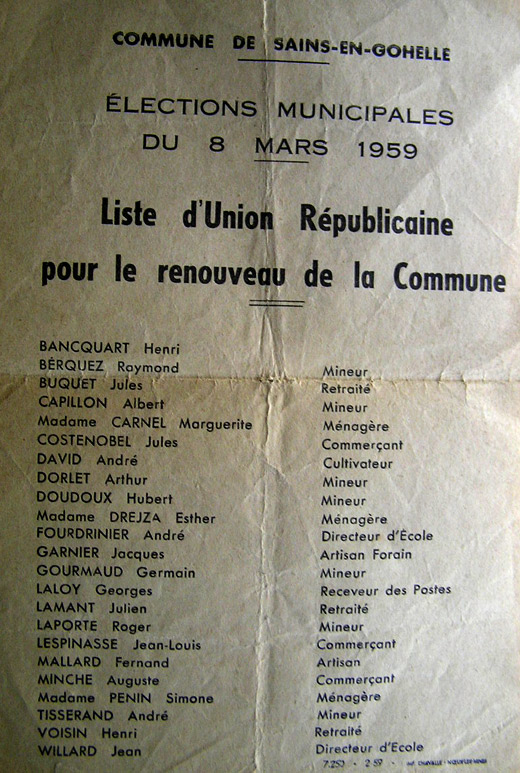 COMMUNE DE SAINS-EN-GOHELLE
ÉLECTIONS MUNICIPALES
DU 8 MARS 1959
Liste d'Union Républicaine
pour le renouveau de la Commune
BANCQUART Henri
BERQUEZ Raymond Mineur
BUQUET Jules Retraité
CAPILLON Albert Mineur
Madame CARNEL Marguerite Ménagère
COSTENOBEL Jules Commerçant
DAVID André Cultivateur
DORLET Arthur Mineur
DOUDOUX Hubert Mineur
Madame DREJZA Esther Ménagère
FOURDRINIER André Directeur d'École
GARNIER Jacques Artisan Forain
GOURMAUD Germain Mineur
LALOY Georges Receveur des Postes
LAMANT Julien Retraité
LAPORTE Roger Mineur
LESPINASSE Jean-Louis Commerçant
MALLARD Fernand Artisan
MINCHE Auguste Commerçant
Madame PENIN Simone Ménagère
TISSERAND André Mineur
VOISIN Henri Retraité
WILLARD Jean Directeur d'Ecole